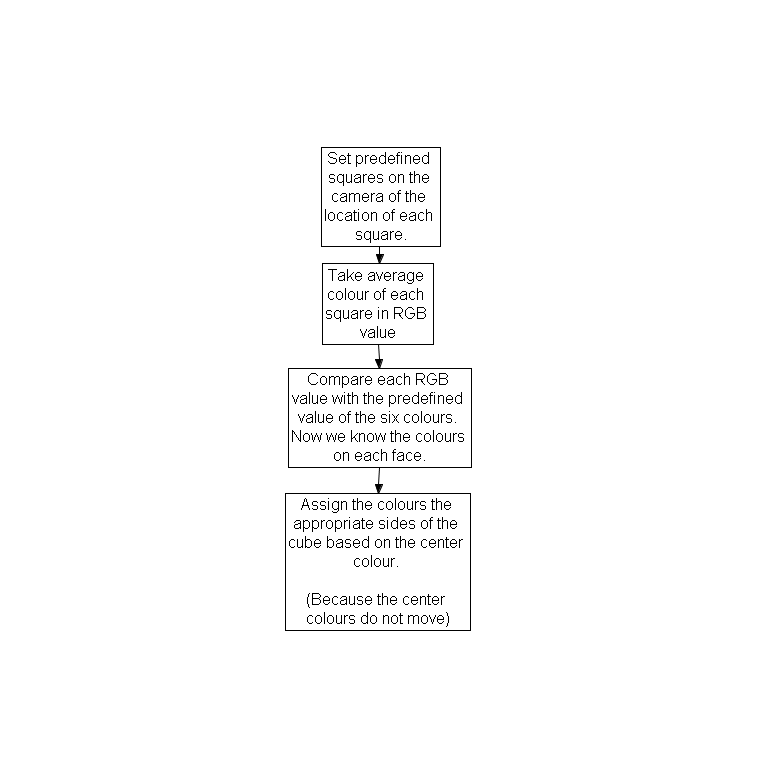 Set predefined
squares on the
camera of the
location of each
square.
Take average
colour of each
square in RGB
value
Compare each RGB
value with the predefined
value of the six colours.
Now we know the colours
on each face.
Assign the colours the
appropriate sides of the
cube based on the center
colour.
(Because the center
colours do not move)